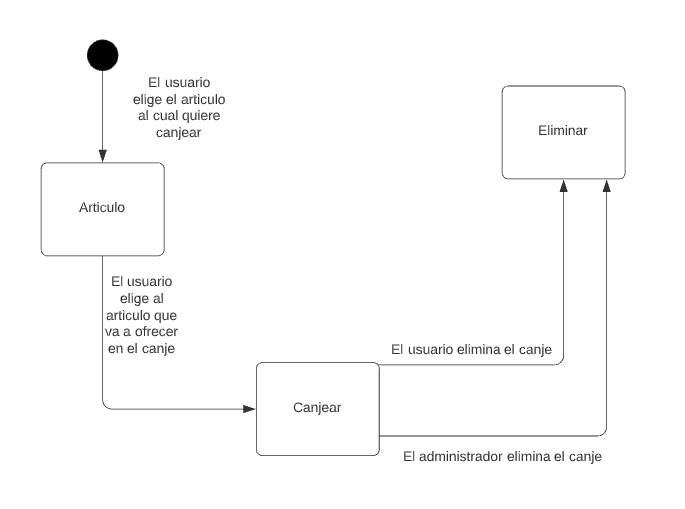 El usuario
elige el articulo
al cual quiere
canjear
Eliminar
Articulo
El usuario
elige al
articulo que
va a ofrecer
en el canje
El usuario elimina el canje
Canjear
El administrador elimina el canje